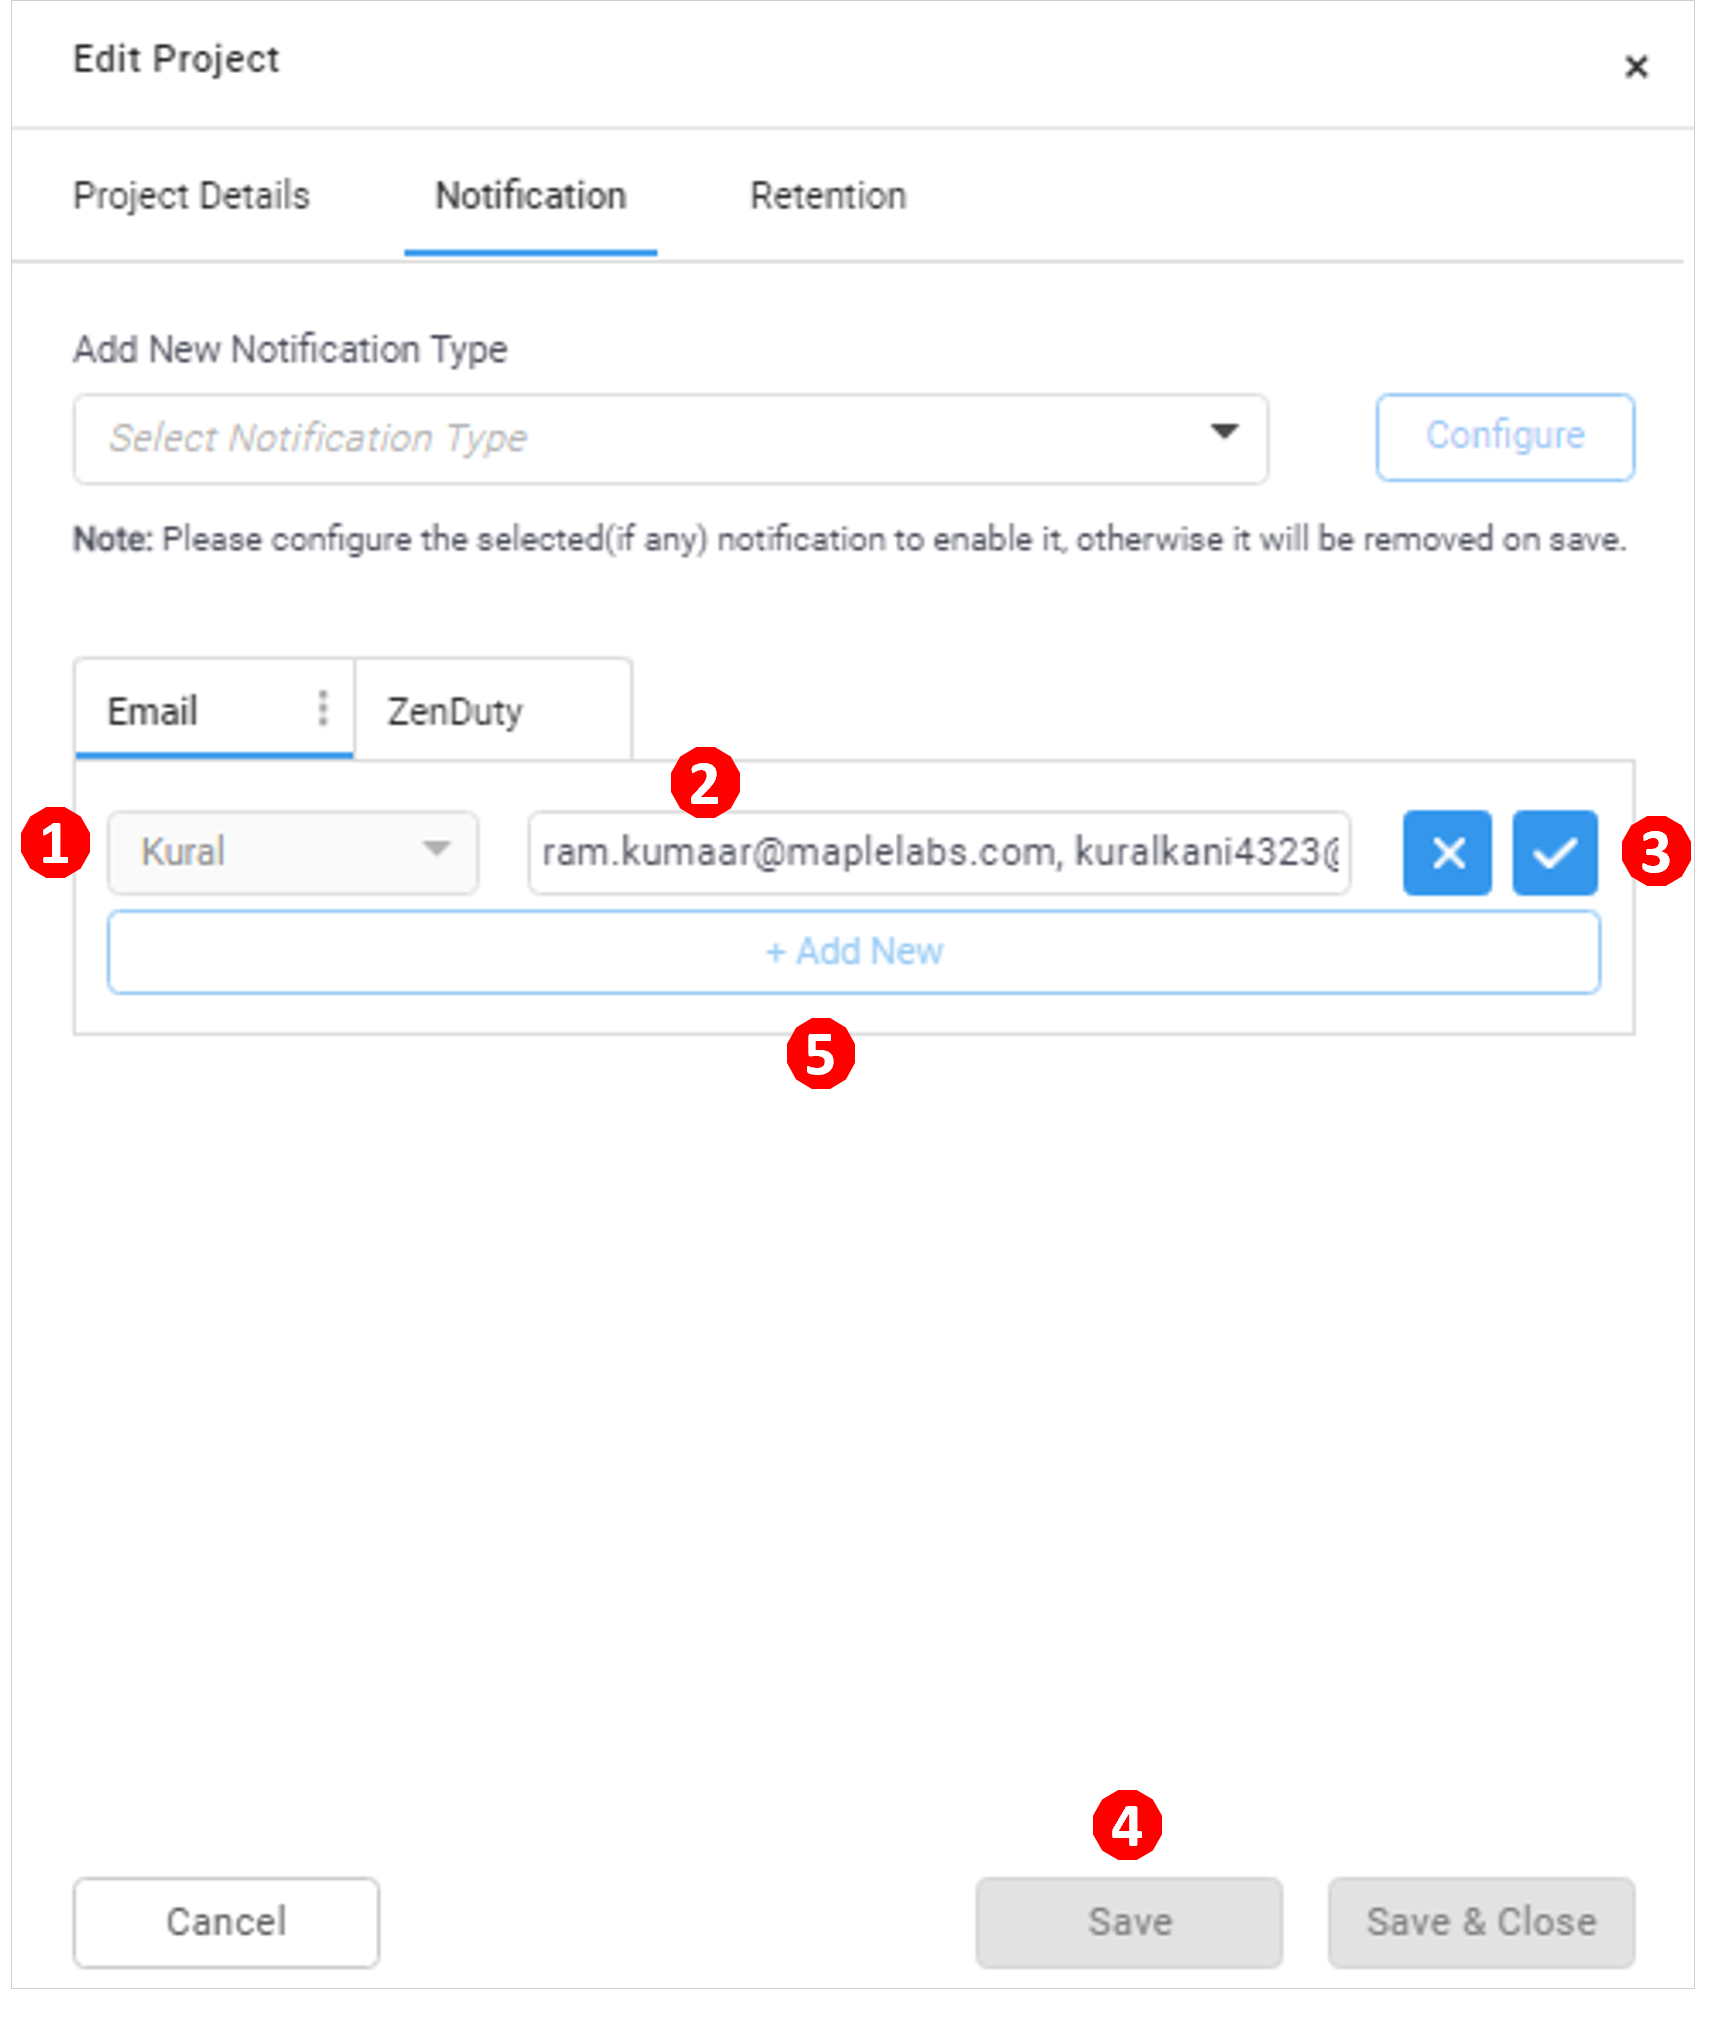 Edit Project
Project Details Notification Retention
Add New Notification Type
Select Notification Type Configure
Note: Please configure the selected(if any) notification to enable it, otherwise it will be removed on save.
Email ZenDuty
2
1 Kural ram.kumaar@maplelabs.com, kuralkani4323@ 3
+ Add New
5
4
Cancel Save Save & Close